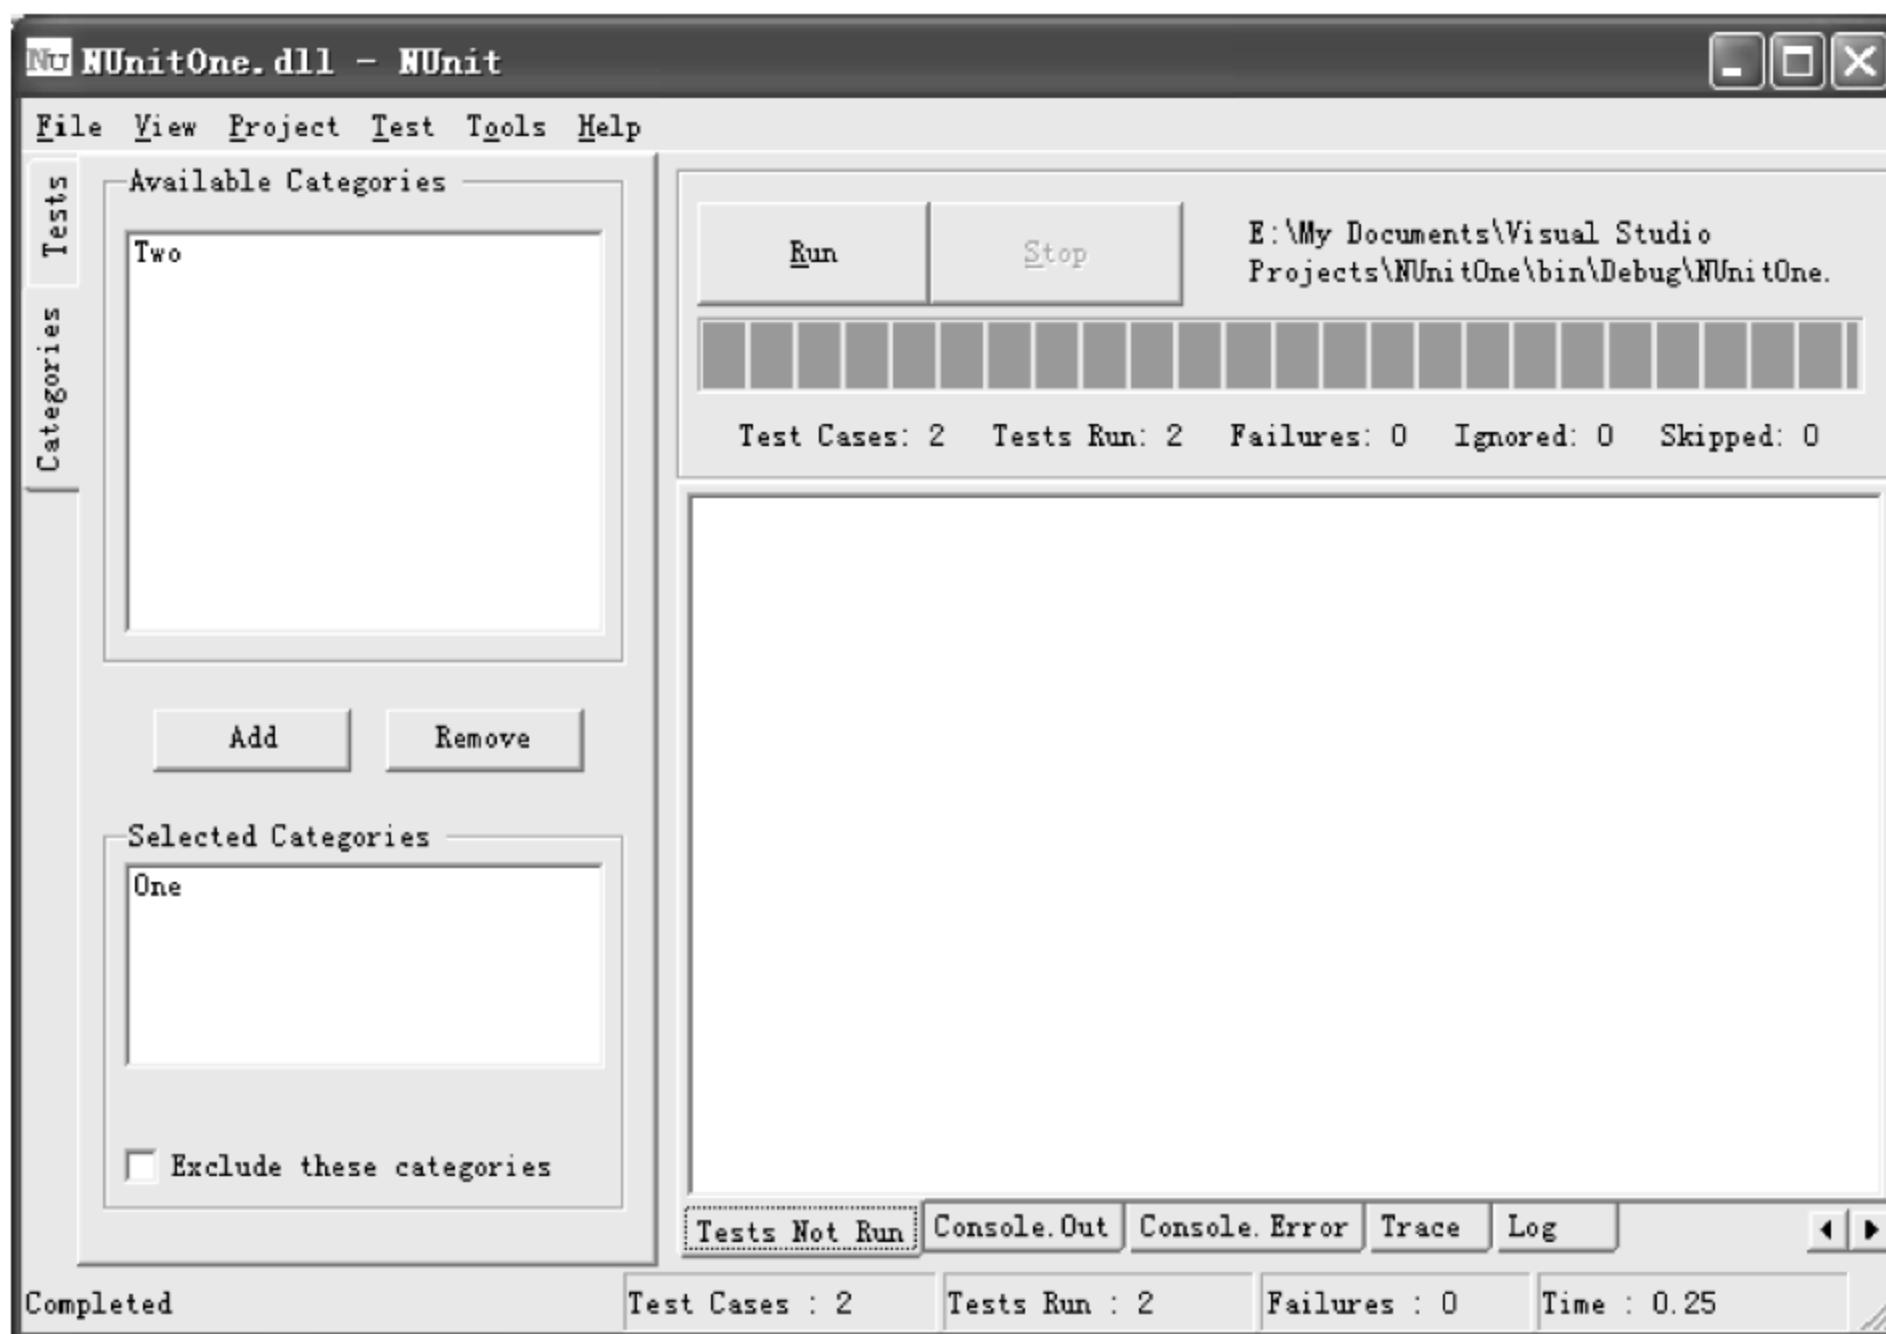 NU NUnitOne.dll - NUnit
File View Project Test Tools Help
Tests
Categories
Available Categories
Two
Add Remove
Selected Categories
One
Exclude these categories
Run Stop
E:\My Documents\Visual Studio
Projects\NUnitOne\bin\Debug\NUnitOne.
Test Cases: 2 Tests Run: 2 Failures: 0 Ignored: 0 Skipped: 0
Tests Not Run Console.Out Console.Error Trace Log
Completed Test Cases : 2 Tests Run : 2 Failures : 0 Time : 0.25